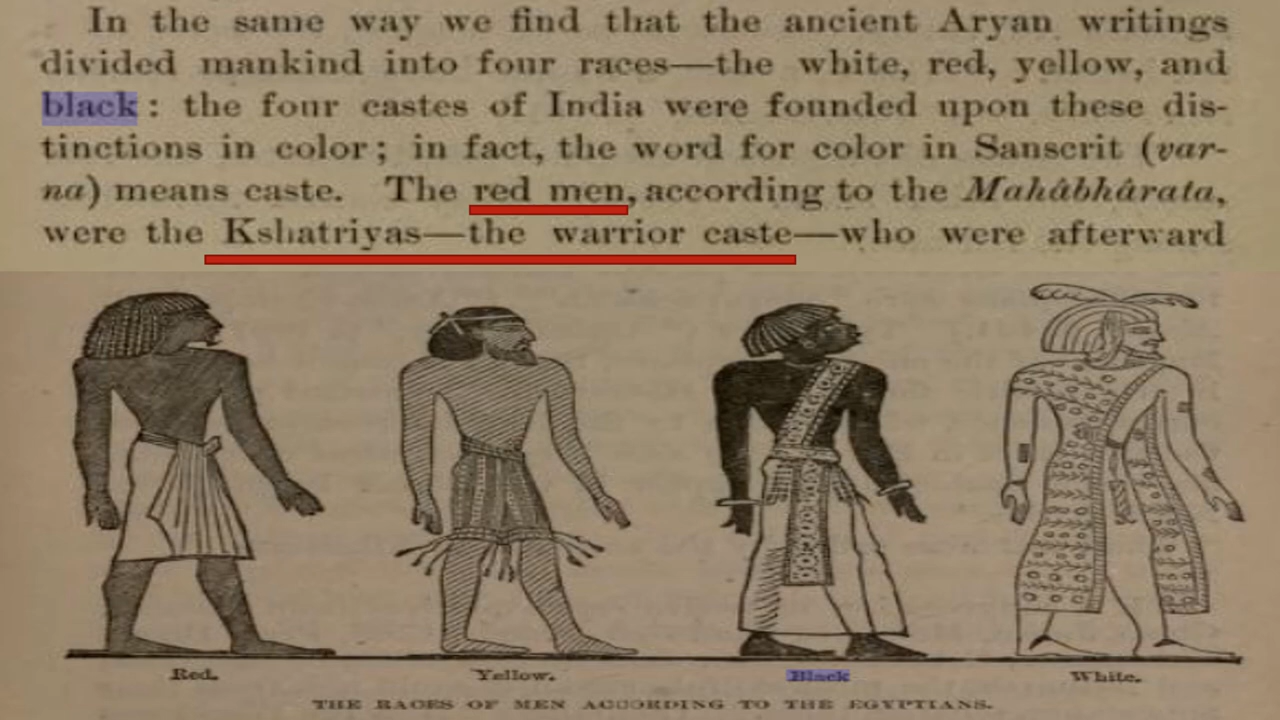 In the same way we find that the ancient Aryan writings
divided mankind into four races—the white, red, yellow, and
black : the four castes of India were founded upon these dis-
tinctions in color ; in fact, the word for color in Sanscrit (var-
na) means caste. The red men, according to the Mahâbhârata,
were the Kshatriyas—the warrior caste—who were afterward
Red. Yellow. Black White.
THE RACES OF MEN ACCORDING TO THE EGYPTIANS.